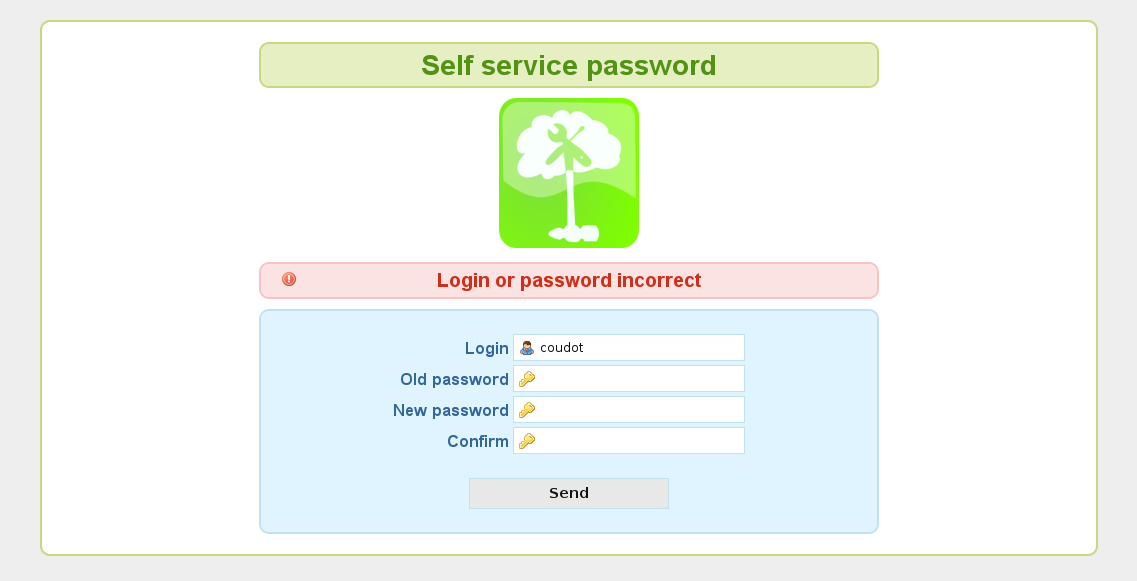 Self service password
Login or password incorrect
Login coudot
Old password
New password
Confirm
Send